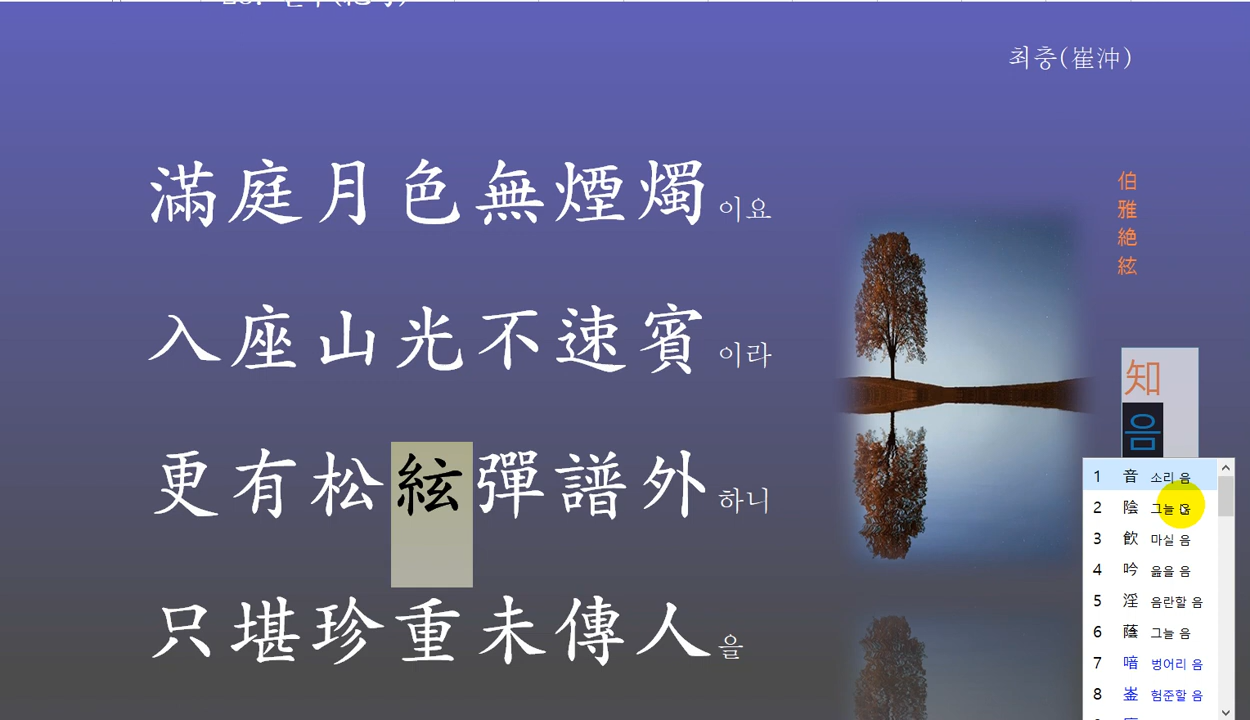 최충(崔沖)
滿庭月色無煙燭이요
入座山光不速賓이라
更有松絃彈譜外하니
只堪珍重未傳人을
伯
雅
絶
絃
知
음
1 音 소리 음
2 陰 그늘 음
3 飮 마실 음
4 吟 읊을 음
5 淫 음란할 음
6 蔭 그늘 음
7 喑 벙어리 음
8 崟 험준할 음